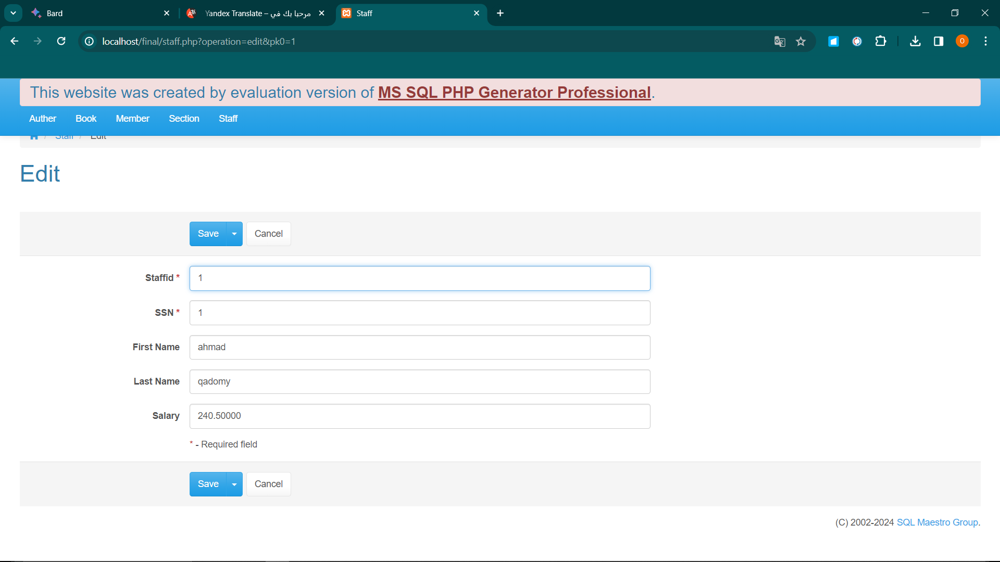 Bard
Yandex Translate – مرحبا بك في
Staff
localhost/final/staff.php?operation=edit&pk0=1
O
This website was created by evaluation version of MS SQL PHP Generator Professional.
Auther Book Member Section Staff
/ Staff / Edit
Edit
Save Cancel
Staffid * 1
SSN * 1
First Name ahmad
Last Name qadomy
Salary 240.50000
* - Required field
Save Cancel
(C) 2002-2024 SQL Maestro Group.